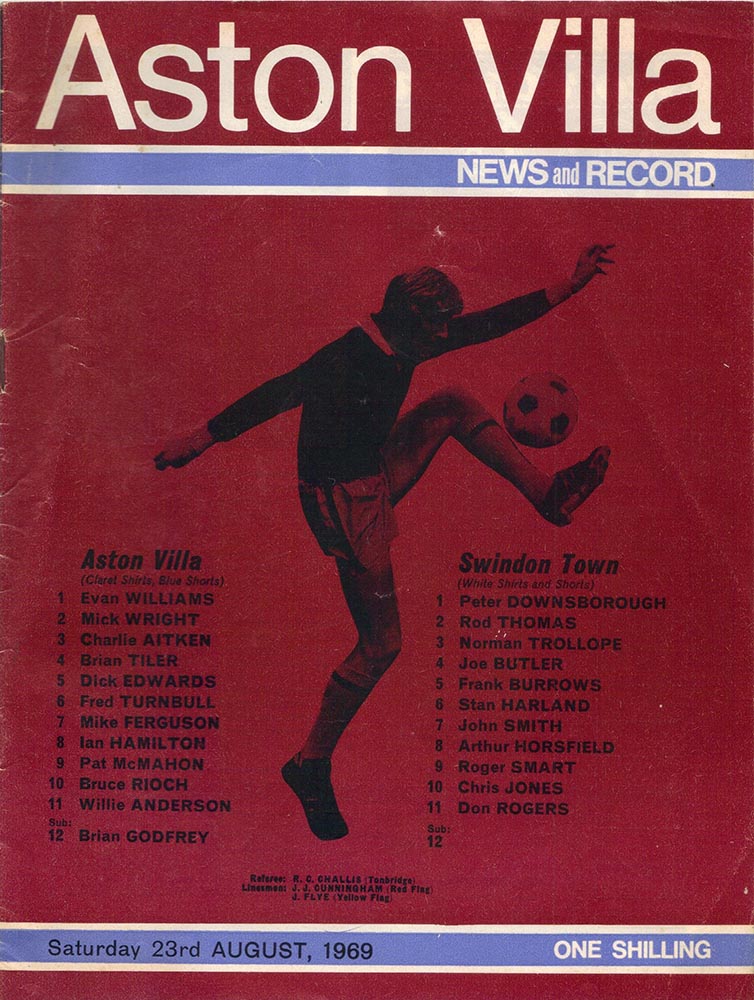 Aston Villa
NEWS and RECORD
Aston Villa
(Claret Shirts, Blue Shorts)
1 Evan WILLIAMS
2 Mick WRIGHT
3 Charlie AITKEN
4 Brian TILER
5 Dick EDWARDS
6 Fred TURNBULL
7 Mike FERGUSON
8 Ian HAMILTON
9 Pat McMAHON
10 Bruce RIOCH
11 Willie ANDERSON
Sub:
12 Brian GODFREY
Swindon Town
(White Shirts and Shorts)
1 Peter DOWNSBOROUGH
2 Rod THOMAS
3 Norman TROLLOPE
4 Joe BUTLER
5 Frank BURROWS
6 Stan HARLAND
7 John SMITH
8 Arthur HORSFIELD
9 Roger SMART
10 Chris JONES
11 Don ROGERS
Sub:
12
Referee: R. C. CHALLIS (Tonbridge)
Linesmen: J. J. CUNNINGHAM (Red Flag)
J. FLYE (Yellow Flag)
Saturday 23rd AUGUST, 1969
ONE SHILLING